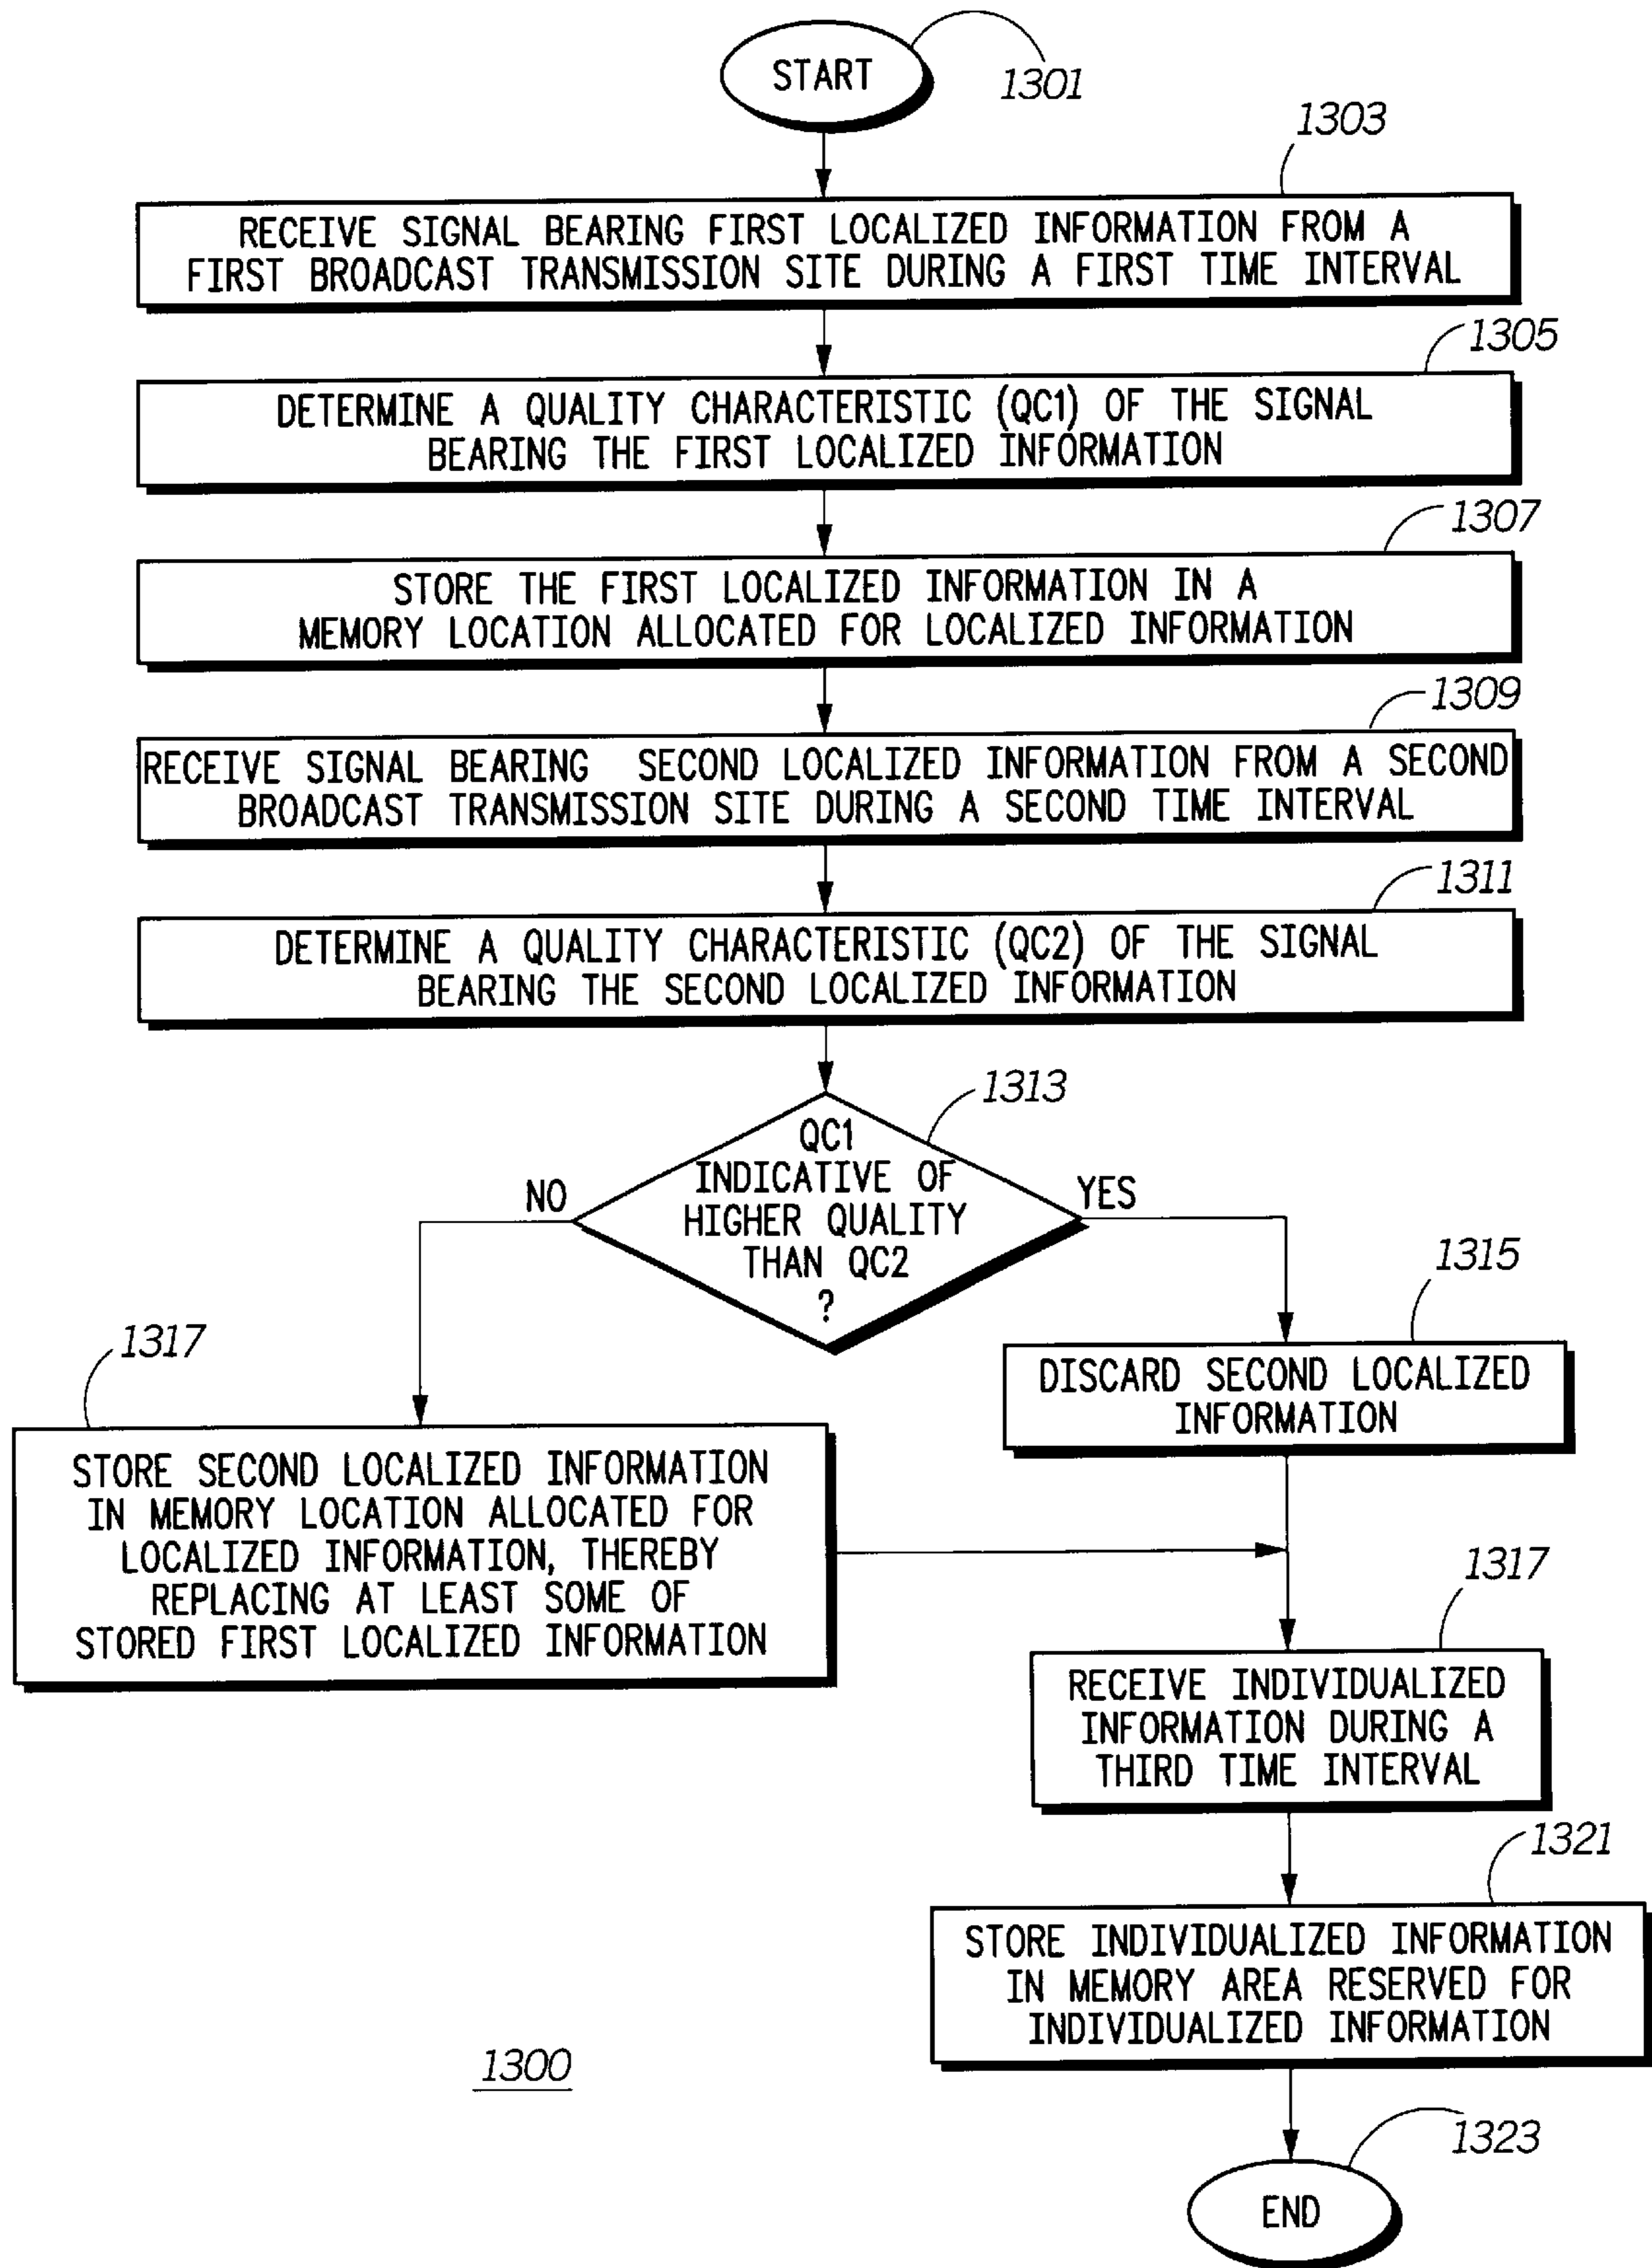 START
1301
1303
RECEIVE SIGNAL BEARING FIRST LOCALIZED INFORMATION FROM A
FIRST BROADCAST TRANSMISSION SITE DURING A FIRST TIME INTERVAL
1305
DETERMINE A QUALITY CHARACTERISTIC (QC1) OF THE SIGNAL
BEARING THE FIRST LOCALIZED INFORMATION
1307
STORE THE FIRST LOCALIZED INFORMATION IN A
MEMORY LOCATION ALLOCATED FOR LOCALIZED INFORMATION
1309
RECEIVE SIGNAL BEARING SECOND LOCALIZED INFORMATION FROM A SECOND
BROADCAST TRANSMISSION SITE DURING A SECOND TIME INTERVAL
1311
DETERMINE A QUALITY CHARACTERISTIC (QC2) OF THE SIGNAL
BEARING THE SECOND LOCALIZED INFORMATION
1313
QC1
INDICATIVE OF
HIGHER QUALITY
THAN QC2
?
NO
YES
1315
DISCARD SECOND LOCALIZED
INFORMATION
1317
STORE SECOND LOCALIZED INFORMATION
IN MEMORY LOCATION ALLOCATED FOR
LOCALIZED INFORMATION, THEREBY
REPLACING AT LEAST SOME OF
STORED FIRST LOCALIZED INFORMATION
1317
RECEIVE INDIVIDUALIZED
INFORMATION DURING A
THIRD TIME INTERVAL
1321
STORE INDIVIDUALIZED INFORMATION
IN MEMORY AREA RESERVED FOR
INDIVIDUALIZED INFORMATION
1300
1323
END